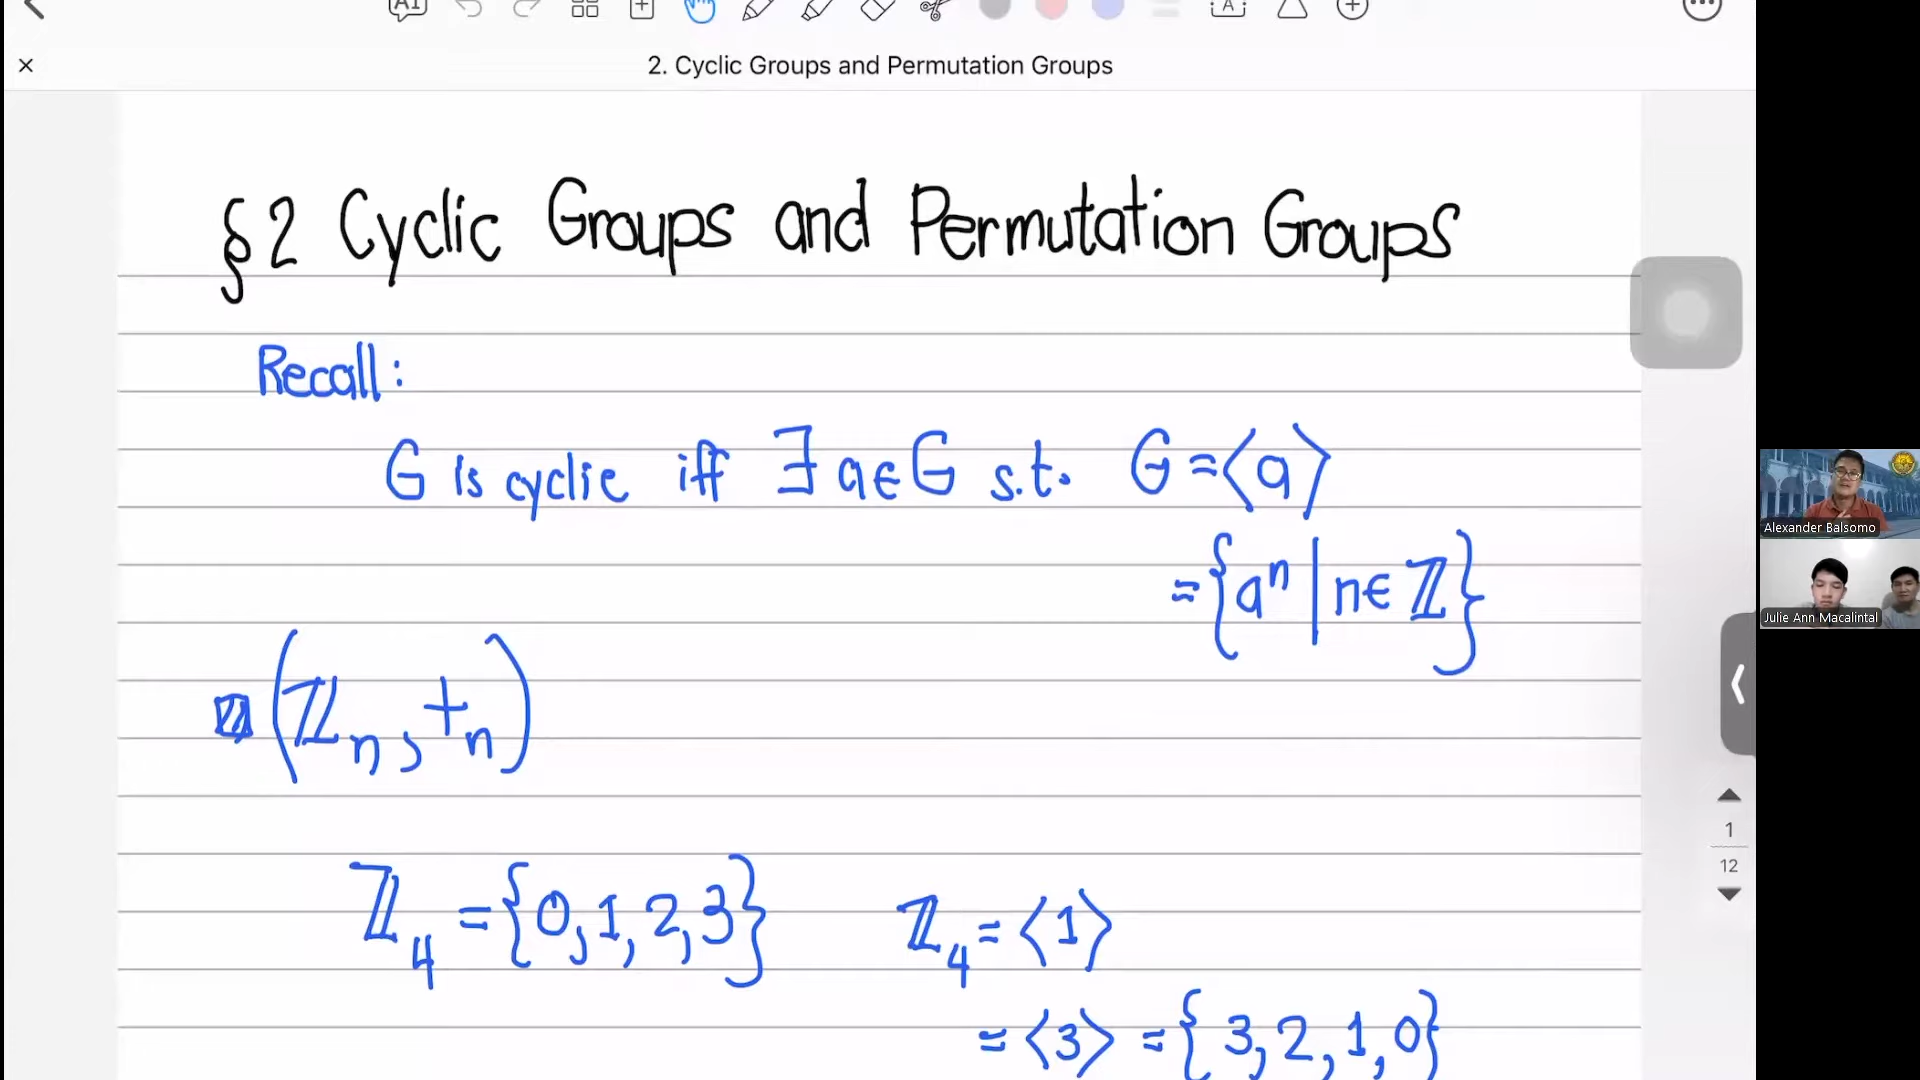 A1
A
2. Cyclic Groups and Permutation Groups
§2 Cyclic Groups and Permutation Groups
Recall:
G is cyclic iff ∃ a∈G s.t. G = ⟨a⟩
= {aⁿ | n∈ ℤ}
(ℤₙ, +ₙ)
ℤ₄ = {0, 1, 2, 3} ℤ₄ = ⟨1⟩
= ⟨3⟩ = {3, 2, 1, 0}
Alexander Balsomo
Julie Ann Macalintal
1
12